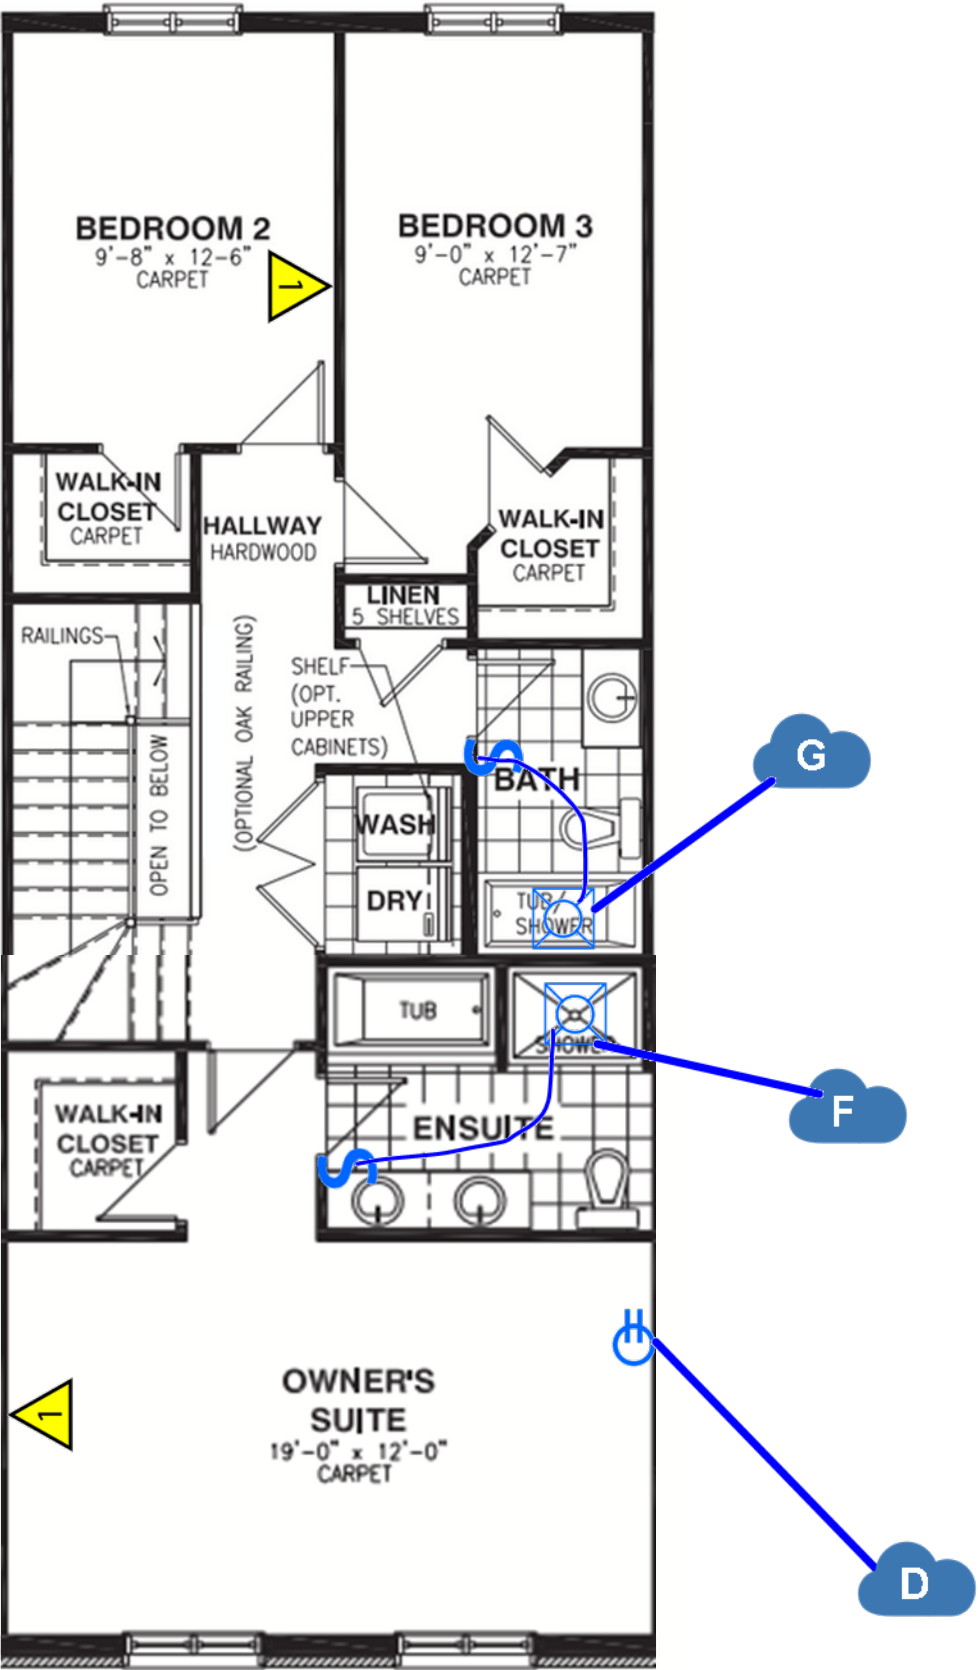 BEDROOM 2
9'-8" x 12-6"
CARPET
1
BEDROOM 3
9'-0" x 12'-7"
CARPET
WALK-IN
CLOSET
CARPET
HALLWAY
HARDWOOD
WALK-IN
CLOSET
CARPET
LINEN
5 SHELVES
RAILINGS
(OPTIONAL OAK RAILING)
SHELF
(OPT.
UPPER
CABINETS)
OPEN TO BELOW
S
BATH
G
WASH
DRY
TUB/
SHOWER
TUB
SHOWER
F
WALK-IN
CLOSET
CARPET
ENSUITE
S
OWNER'S
SUITE
19'-0" x 12'-0"
CARPET
1
D